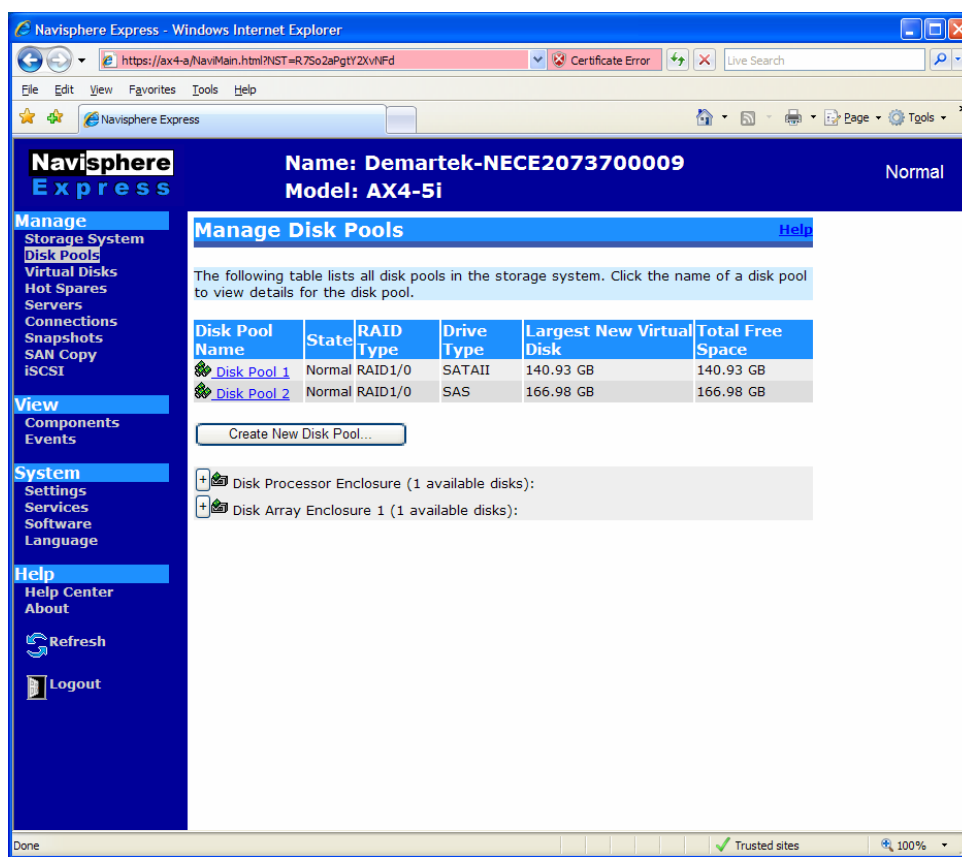 Navisphere Express - Windows Internet Explorer
https://ax4-a/NaviMain.html?NST=R7So2aPgtY2XvNFd
Certificate Error
Live Search
File Edit View Favorites Tools Help
Navisphere Express
Page
Tools
Navisphere
Express
Name: Demartek-NECE2073700009
Model: AX4-5i
Normal
Manage
Storage System
Disk Pools
Virtual Disks
Hot Spares
Servers
Connections
Snapshots
SAN Copy
iSCSI
View
Components
Events
System
Settings
Services
Software
Language
Help
Help Center
About
Refresh
Logout
Manage Disk Pools
Help
The following table lists all disk pools in the storage system. Click the name of a disk pool
to view details for the disk pool.
Disk Pool Name State RAID Type Drive Type Largest New Virtual Disk Total Free Space
Disk Pool 1 Normal RAID1/0 SATAII 140.93 GB 140.93 GB
Disk Pool 2 Normal RAID1/0 SAS 166.98 GB 166.98 GB
Create New Disk Pool...
+ Disk Processor Enclosure (1 available disks):
+ Disk Array Enclosure 1 (1 available disks):
Done
Trusted sites
100%